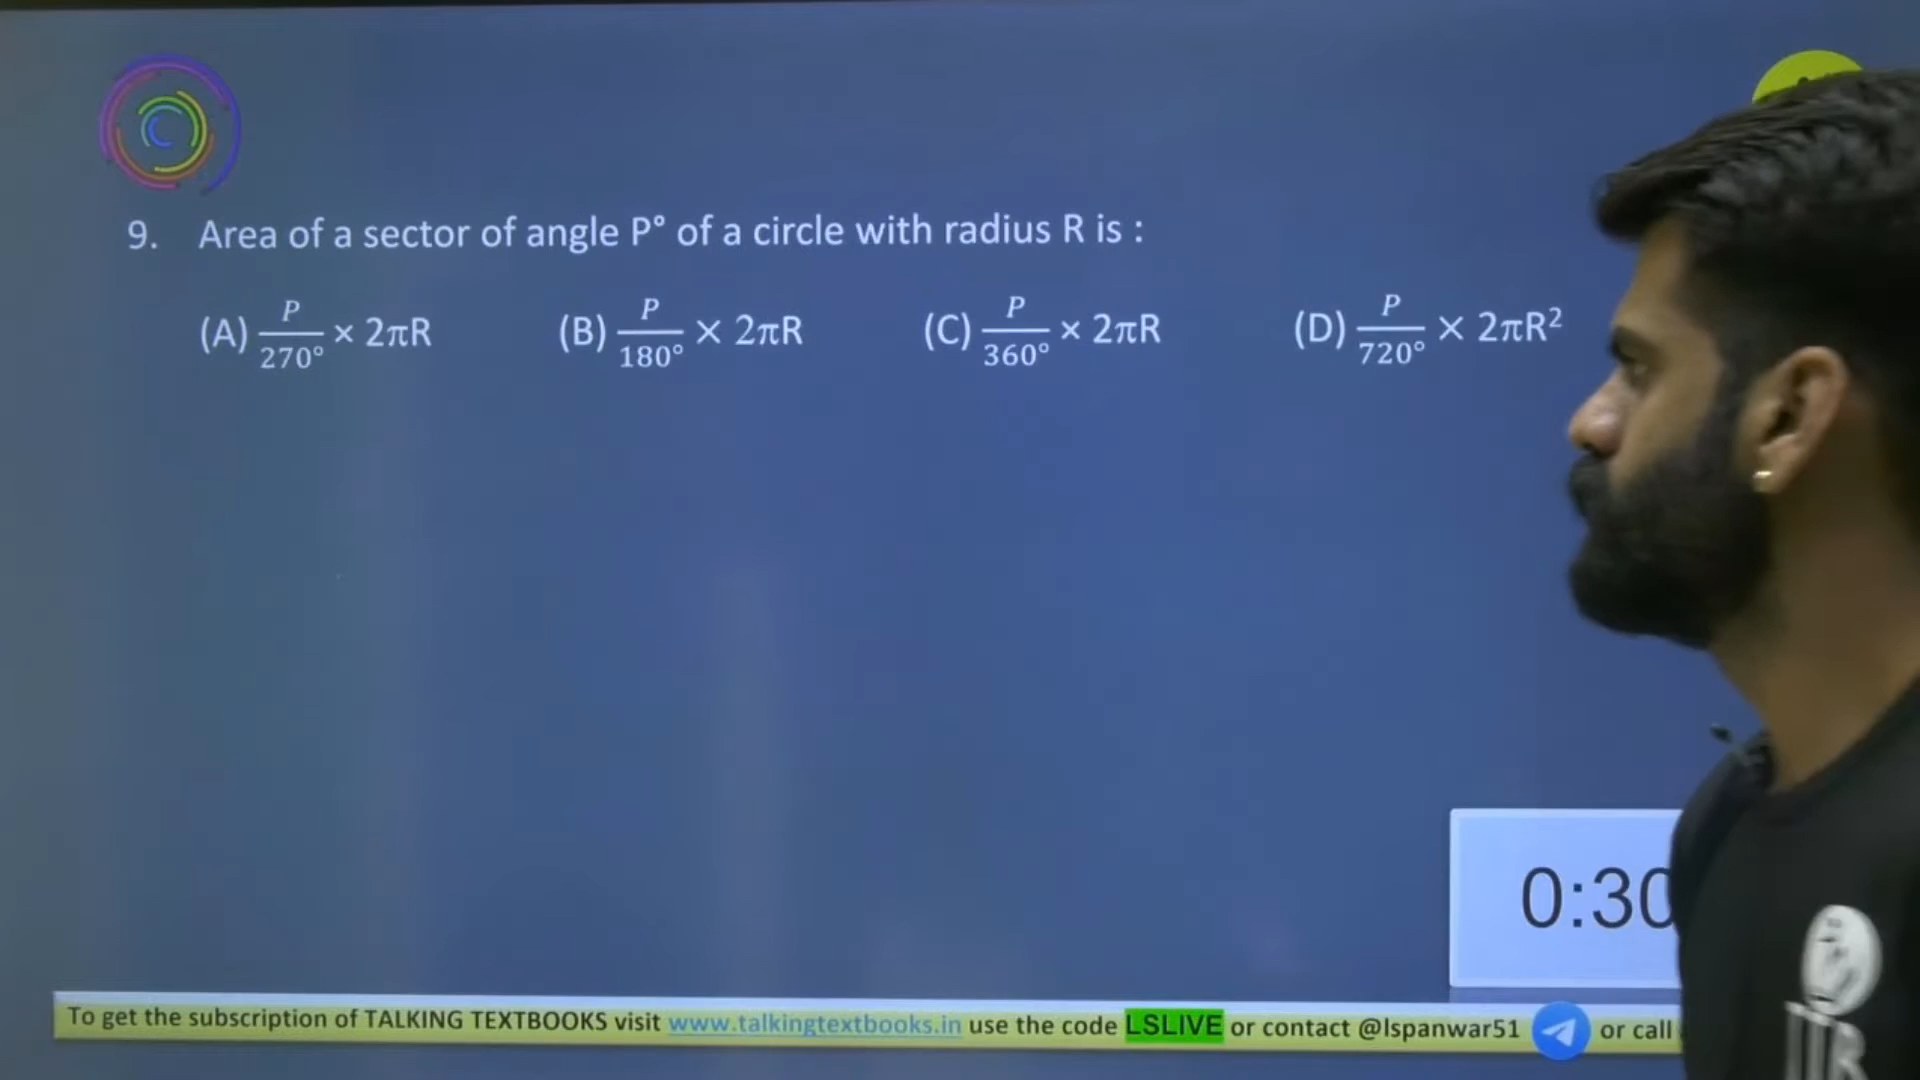 9. Area of a sector of angle P° of a circle with radius R is :
(A) P/270° × 2πR (B) P/180° × 2πR (C) P/360° × 2πR (D) P/720° × 2πR²
0:30
To get the subscription of TALKING TEXTBOOKS visit www.talkingtextbooks.in use the code LSLIVE or contact @lspanwar51 or call